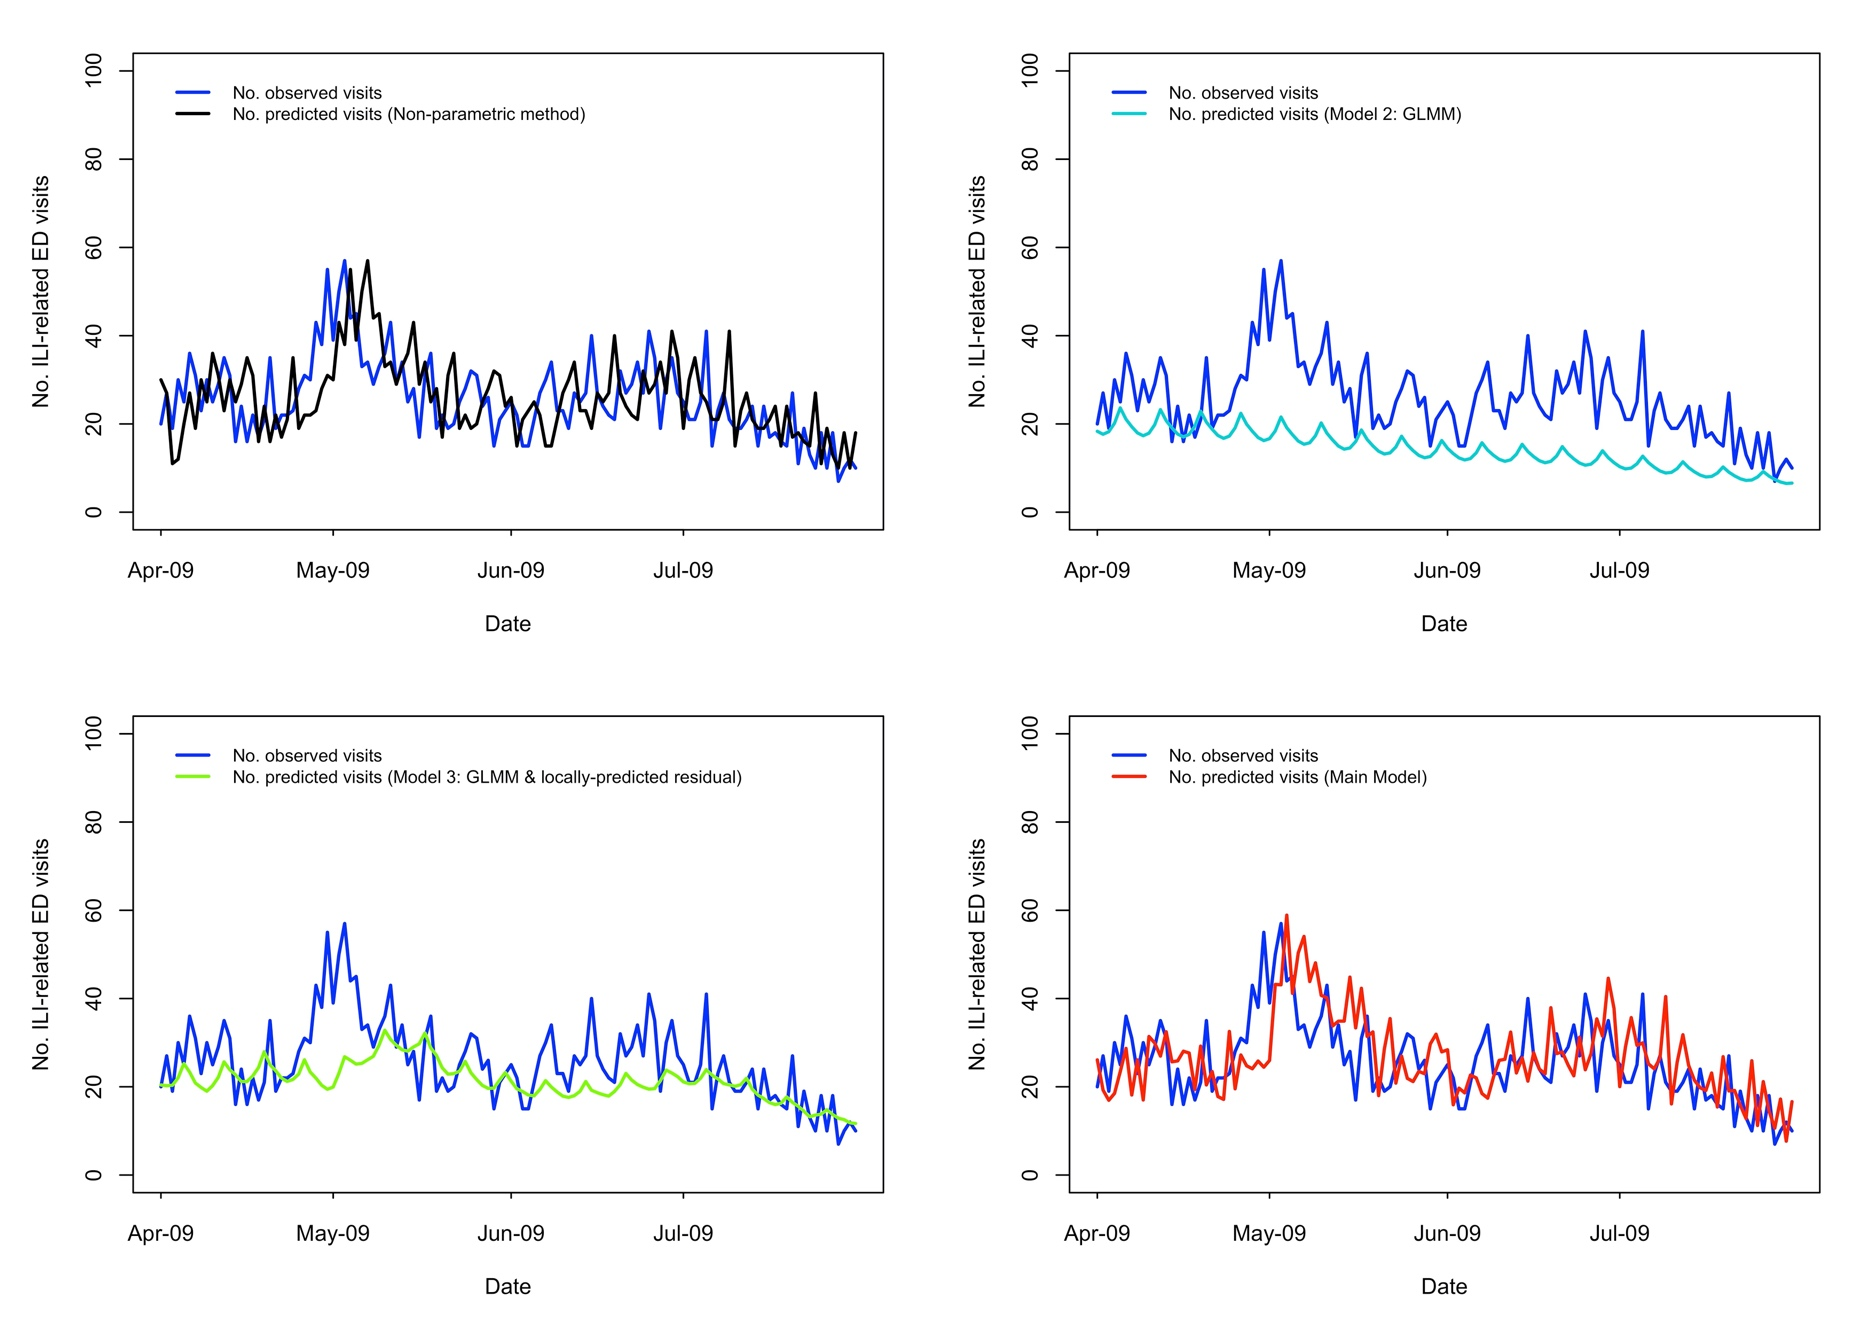 No. ILI-related ED visits
100
80
60
40
20
0
No. observed visits
No. predicted visits (Non-parametric method)
Apr-09 May-09 Jun-09 Jul-09
Date
No. ILI-related ED visits
100
80
60
40
20
0
No. observed visits
No. predicted visits (Model 2: GLMM)
Apr-09 May-09 Jun-09 Jul-09
Date
No. ILI-related ED visits
100
80
60
40
20
0
No. observed visits
No. predicted visits (Model 3: GLMM & locally-predicted residual)
Apr-09 May-09 Jun-09 Jul-09
Date
No. ILI-related ED visits
100
80
60
40
20
0
No. observed visits
No. predicted visits (Main Model)
Apr-09 May-09 Jun-09 Jul-09
Date